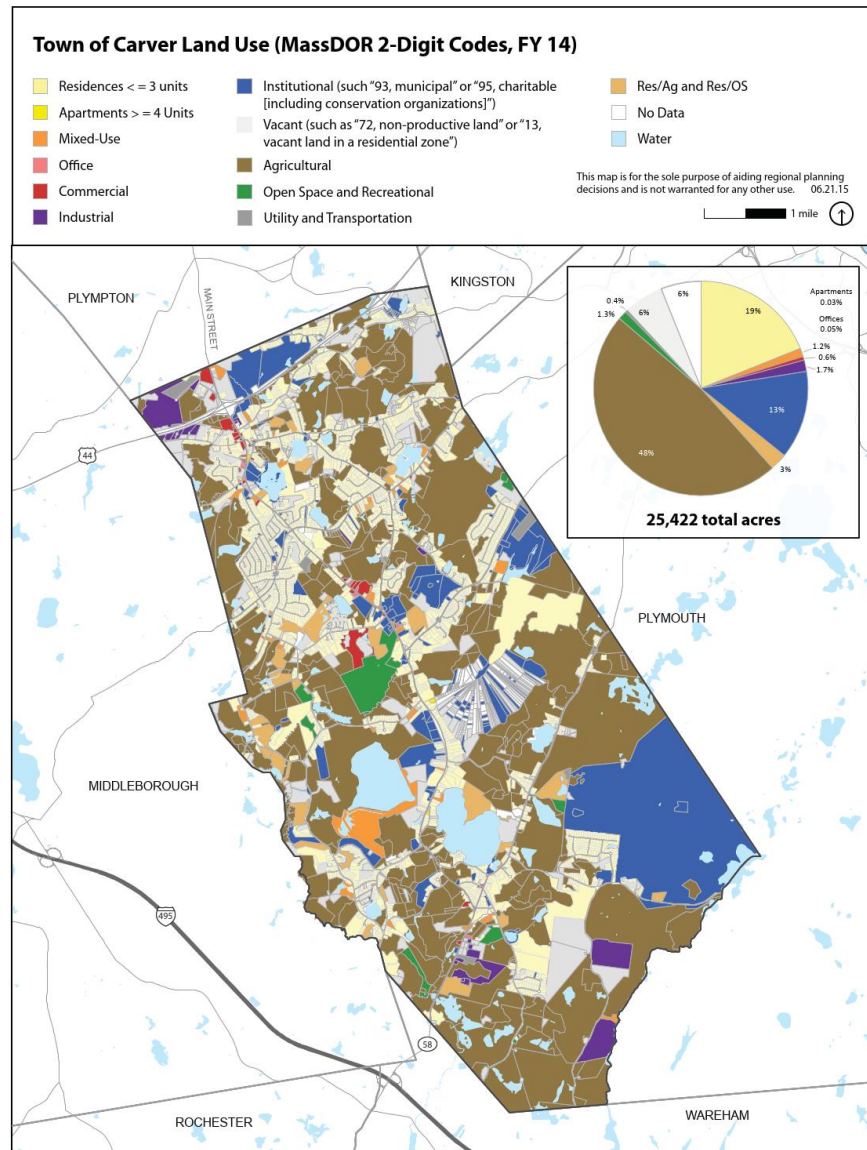 Town of Carver Land Use (MassDOR 2-Digit Codes, FY 14)
Residences < = 3 units
Apartments > = 4 Units
Mixed-Use
Office
Commercial
Industrial
Institutional (such “93, municipal” or “95, charitable
[including conservation organizations]”)
Vacant (such as “72, non-productive land” or “13,
vacant land in a residential zone”)
Agricultural
Open Space and Recreational
Utility and Transportation
Res/Ag and Res/OS
No Data
Water
This map is for the sole purpose of aiding regional planning
decisions and is not warranted for any other use. 06.21.15
1 mile
PLYMPTON
MAIN STREET
KINGSTON
44
PLYMOUTH
MIDDLEBOROUGH
495
58
ROCHESTER
WAREHAM
Apartments
0.03%
Offices
0.05%
19%
1.2%
0.6%
1.7%
13%
3%
48%
1.3%
0.4%
6%
6%
25,422 total acres